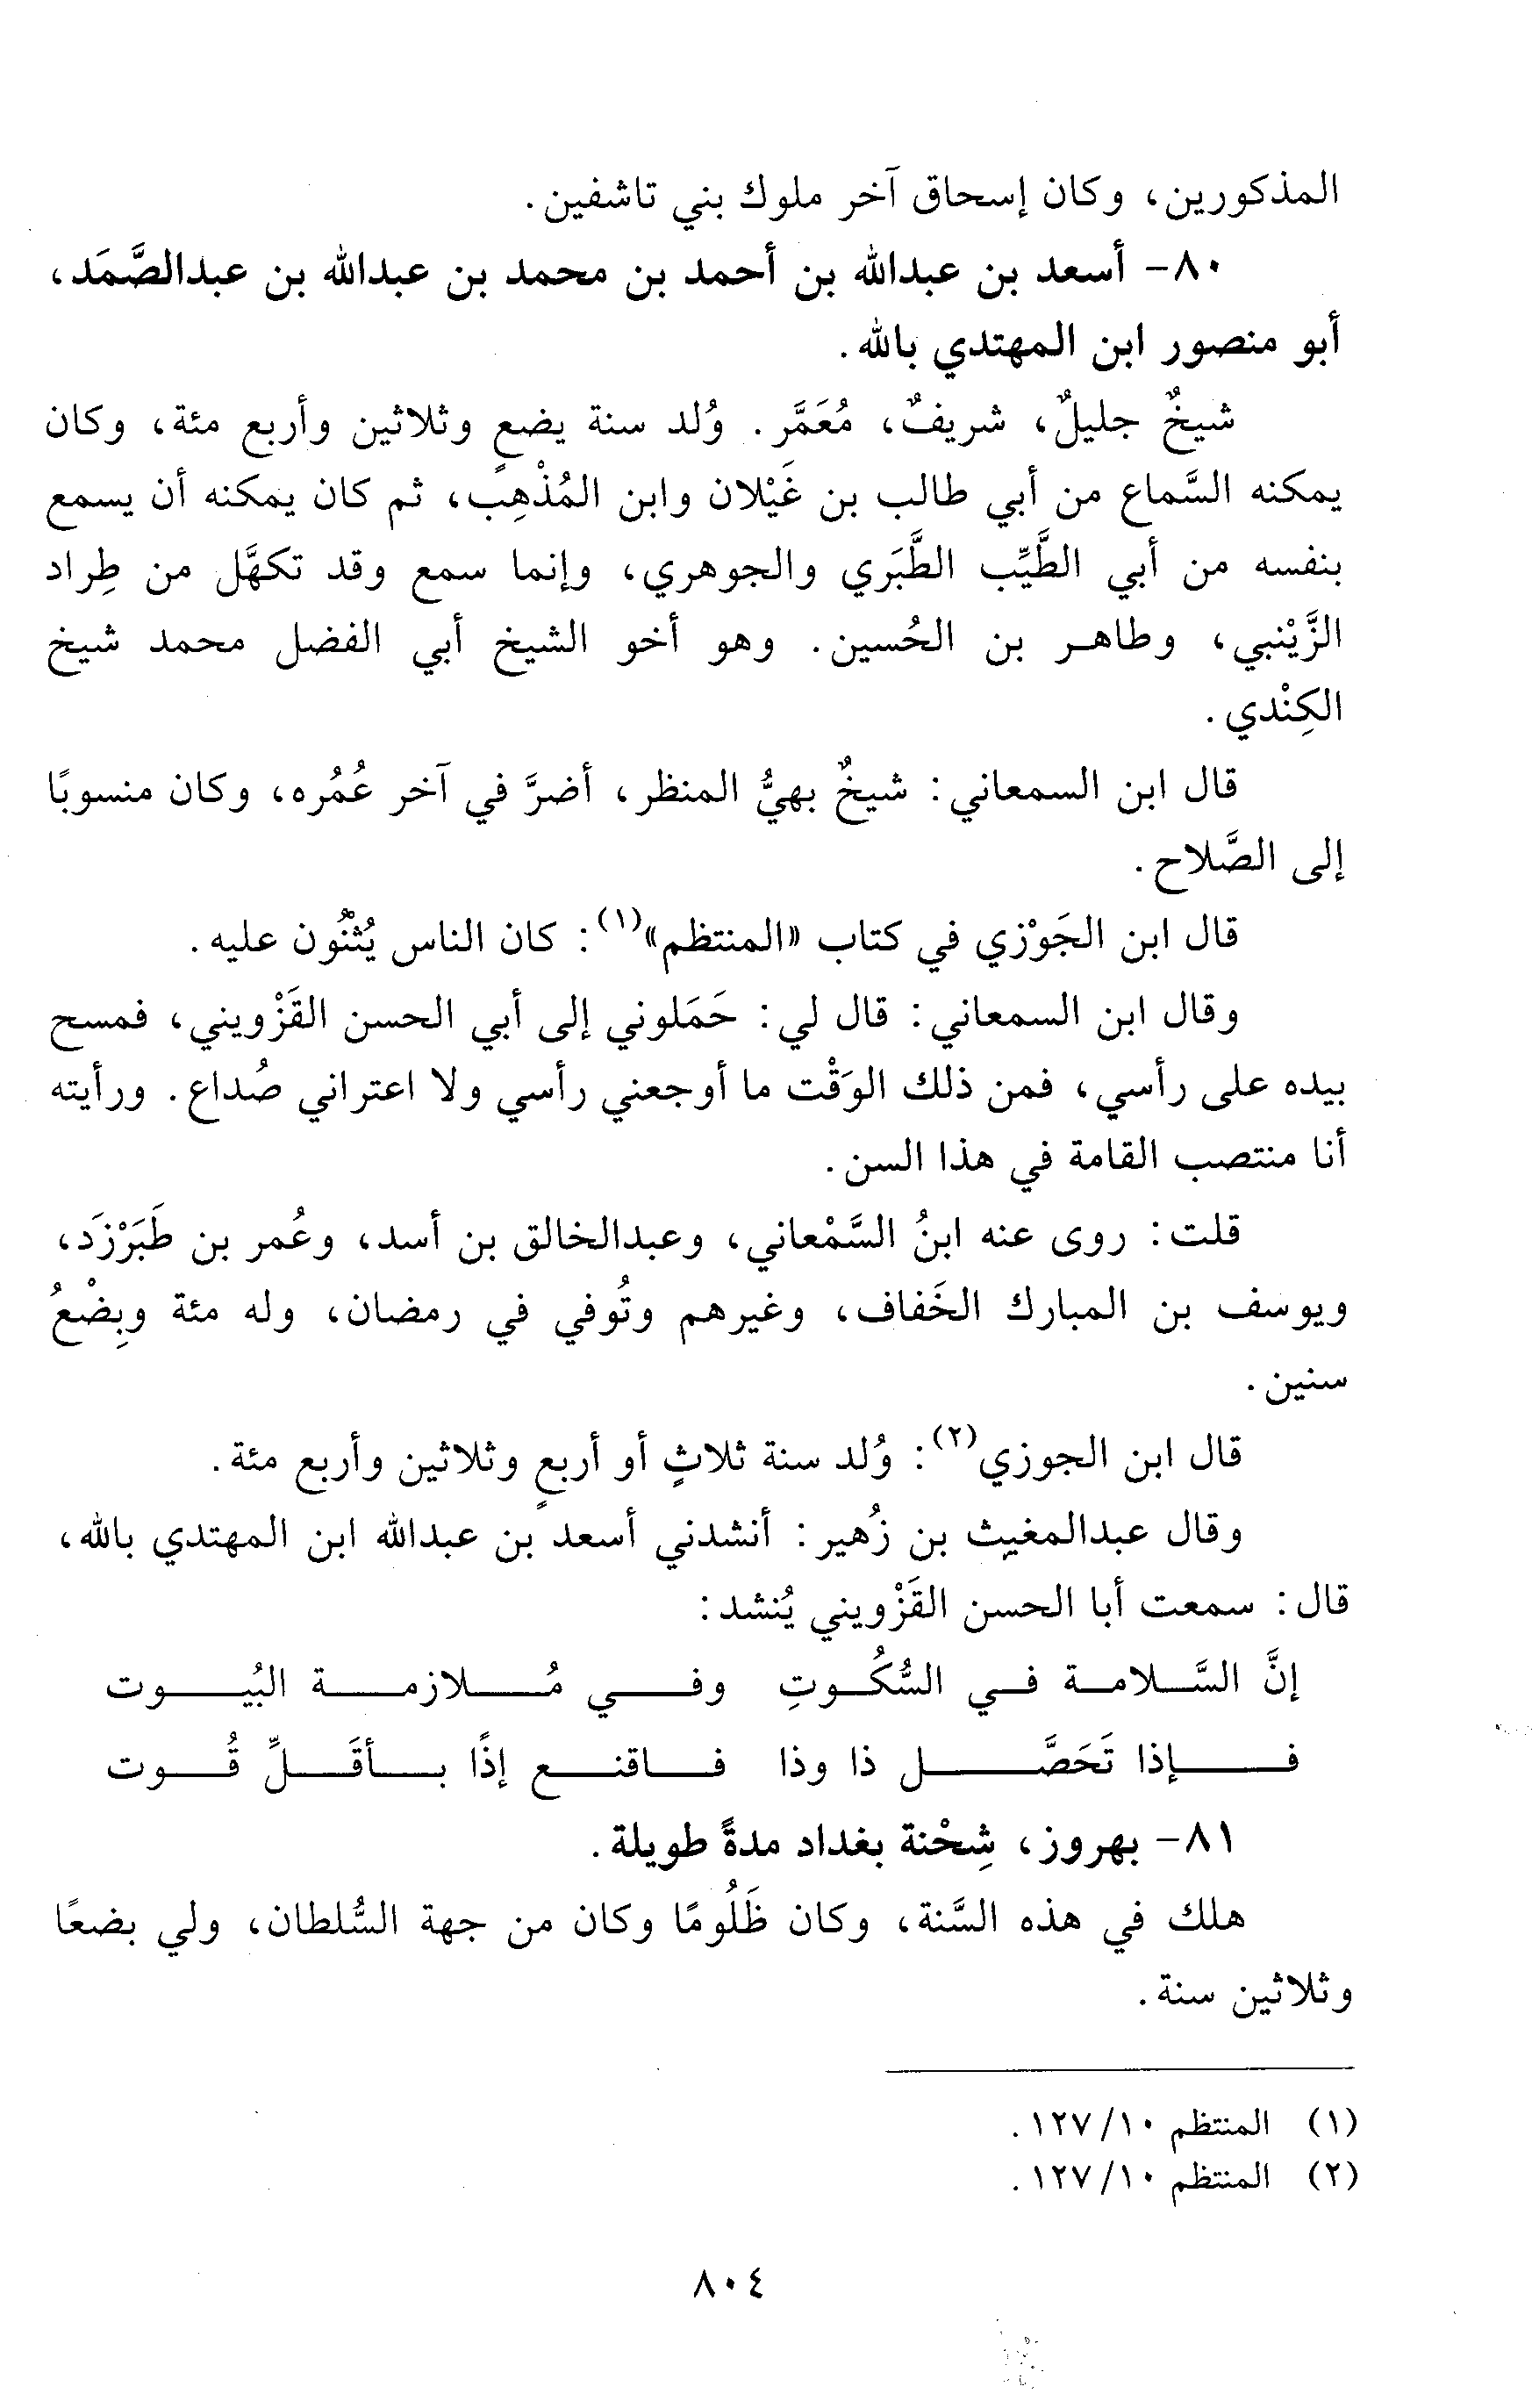 المذكورين، وكان إسحاق آخر ملوك بني تاشفين.
٨٠- أسعد بن عبدالله بن أحمد بن محمد بن عبدالله بن عبدالصَّمَد،
أبو منصور ابن المهتدي بالله.
شيخٌ جليلٌ، شريفٌ، مُعَمَّر. وُلد سنة بضعٍ وثلاثين وأربع مئة، وكان
يمكنه السَّماع من أبي طالب بن غَيْلان وابن المُذْهِب، ثم كان يمكنه أن يسمع
بنفسه من أبي الطَّيِّب الطَّبَري والجوهري، وإنما سمع وقد تكهَّل من طِراد
الزَّيْنبي، وطاهر بن الحُسين. وهو أخو الشيخ أبي الفضل محمد شيخ
الكِنْدي.
قال ابن السمعاني: شيخٌ بهيُّ المنظر، أضرَّ في آخر عُمُره، وكان منسوبًا
إلى الصَّلاح.
قال ابن الجَوْزي في كتاب «المنتظم»(١): كان الناس يُثْنُون عليه.
وقال ابن السمعاني: قال لي: حَمَلوني إلى أبي الحسن القَزْويني، فمسح
بيده على رأسي، فمن ذلك الوَقْت ما أوجعني رأسي ولا اعتراني صُداع. ورأيته
أنا منتصب القامة في هذا السن.
قلت: روى عنه ابنُ السَّمْعاني، وعبدالخالق بن أسد، وعُمر بن طَبَرْزَد،
ويوسف بن المبارك الخَفاف، وغيرهم وتُوفي في رمضان، وله مئة وبِضْعُ
سنين.
قال ابن الجوزي(٢): وُلد سنة ثلاثٍ أو أربعٍ وثلاثين وأربع مئة.
وقال عبدالمغيث بن زُهير: أنشدني أسعد بن عبدالله ابن المهتدي بالله،
قال: سمعت أبا الحسن القَزْويني يُنشد:
إنَّ السَّلامة في السُّكُوتِ وفي مُلازمة البُيوت
فإذا تَحَصَّل ذا وذا فاقنع إذًا بأقَلِّ قُوت
٨١- بهروز، شِحْنة بغداد مدةً طويلة.
هلك في هذه السَّنة، وكان ظَلُومًا وكان من جهة السُّلطان، ولي بضعًا
وثلاثين سنة.
(١) المنتظم ١٠/١٢٧.
(٢) المنتظم ١٠/١٢٧.
٨٠٤